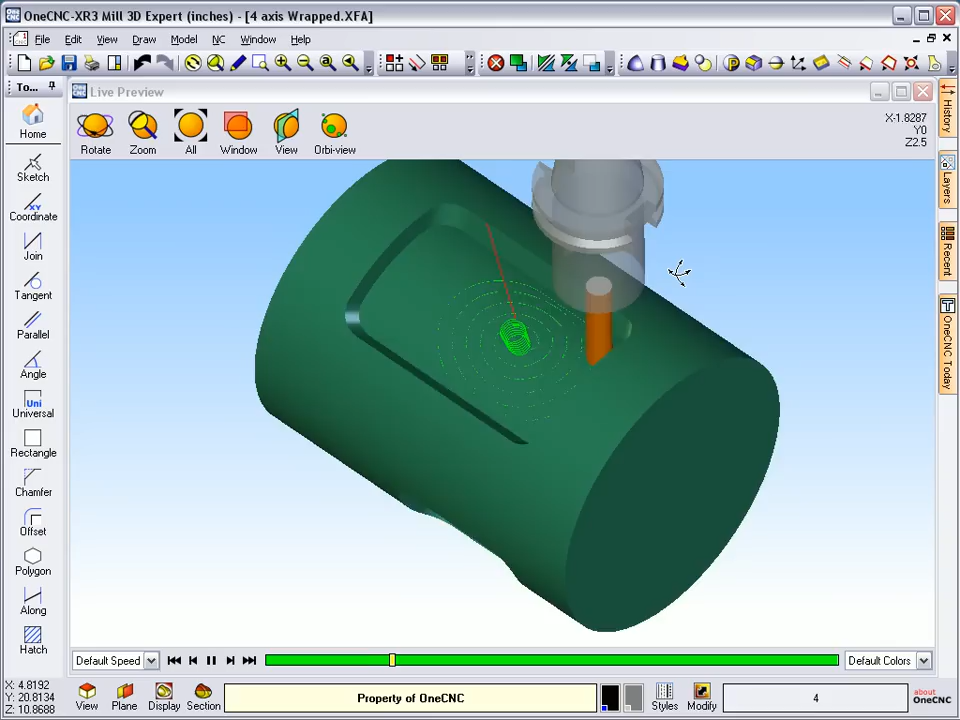 OneCNC-XR3 Mill 3D Expert (inches) - [4 axis Wrapped.XFA]
File Edit View Draw Model NC Window Help
To...
Home
Sketch
Coordinate
Join
Tangent
Parallel
Angle
Uni
Universal
Rectangle
Chamfer
Offset
Polygon
Along
Hatch
Live Preview
Rotate Zoom All Window View Orbi-view
X-1.8287
Y0
Z2.5
History
Layers
Recent
OneCNC Today
Default Speed
Default Colors
X: 4.8192
Y: 20.8134
Z: 10.8688
View Plane Display Section
Property of OneCNC
Styles Modify
4
about
OneCNC